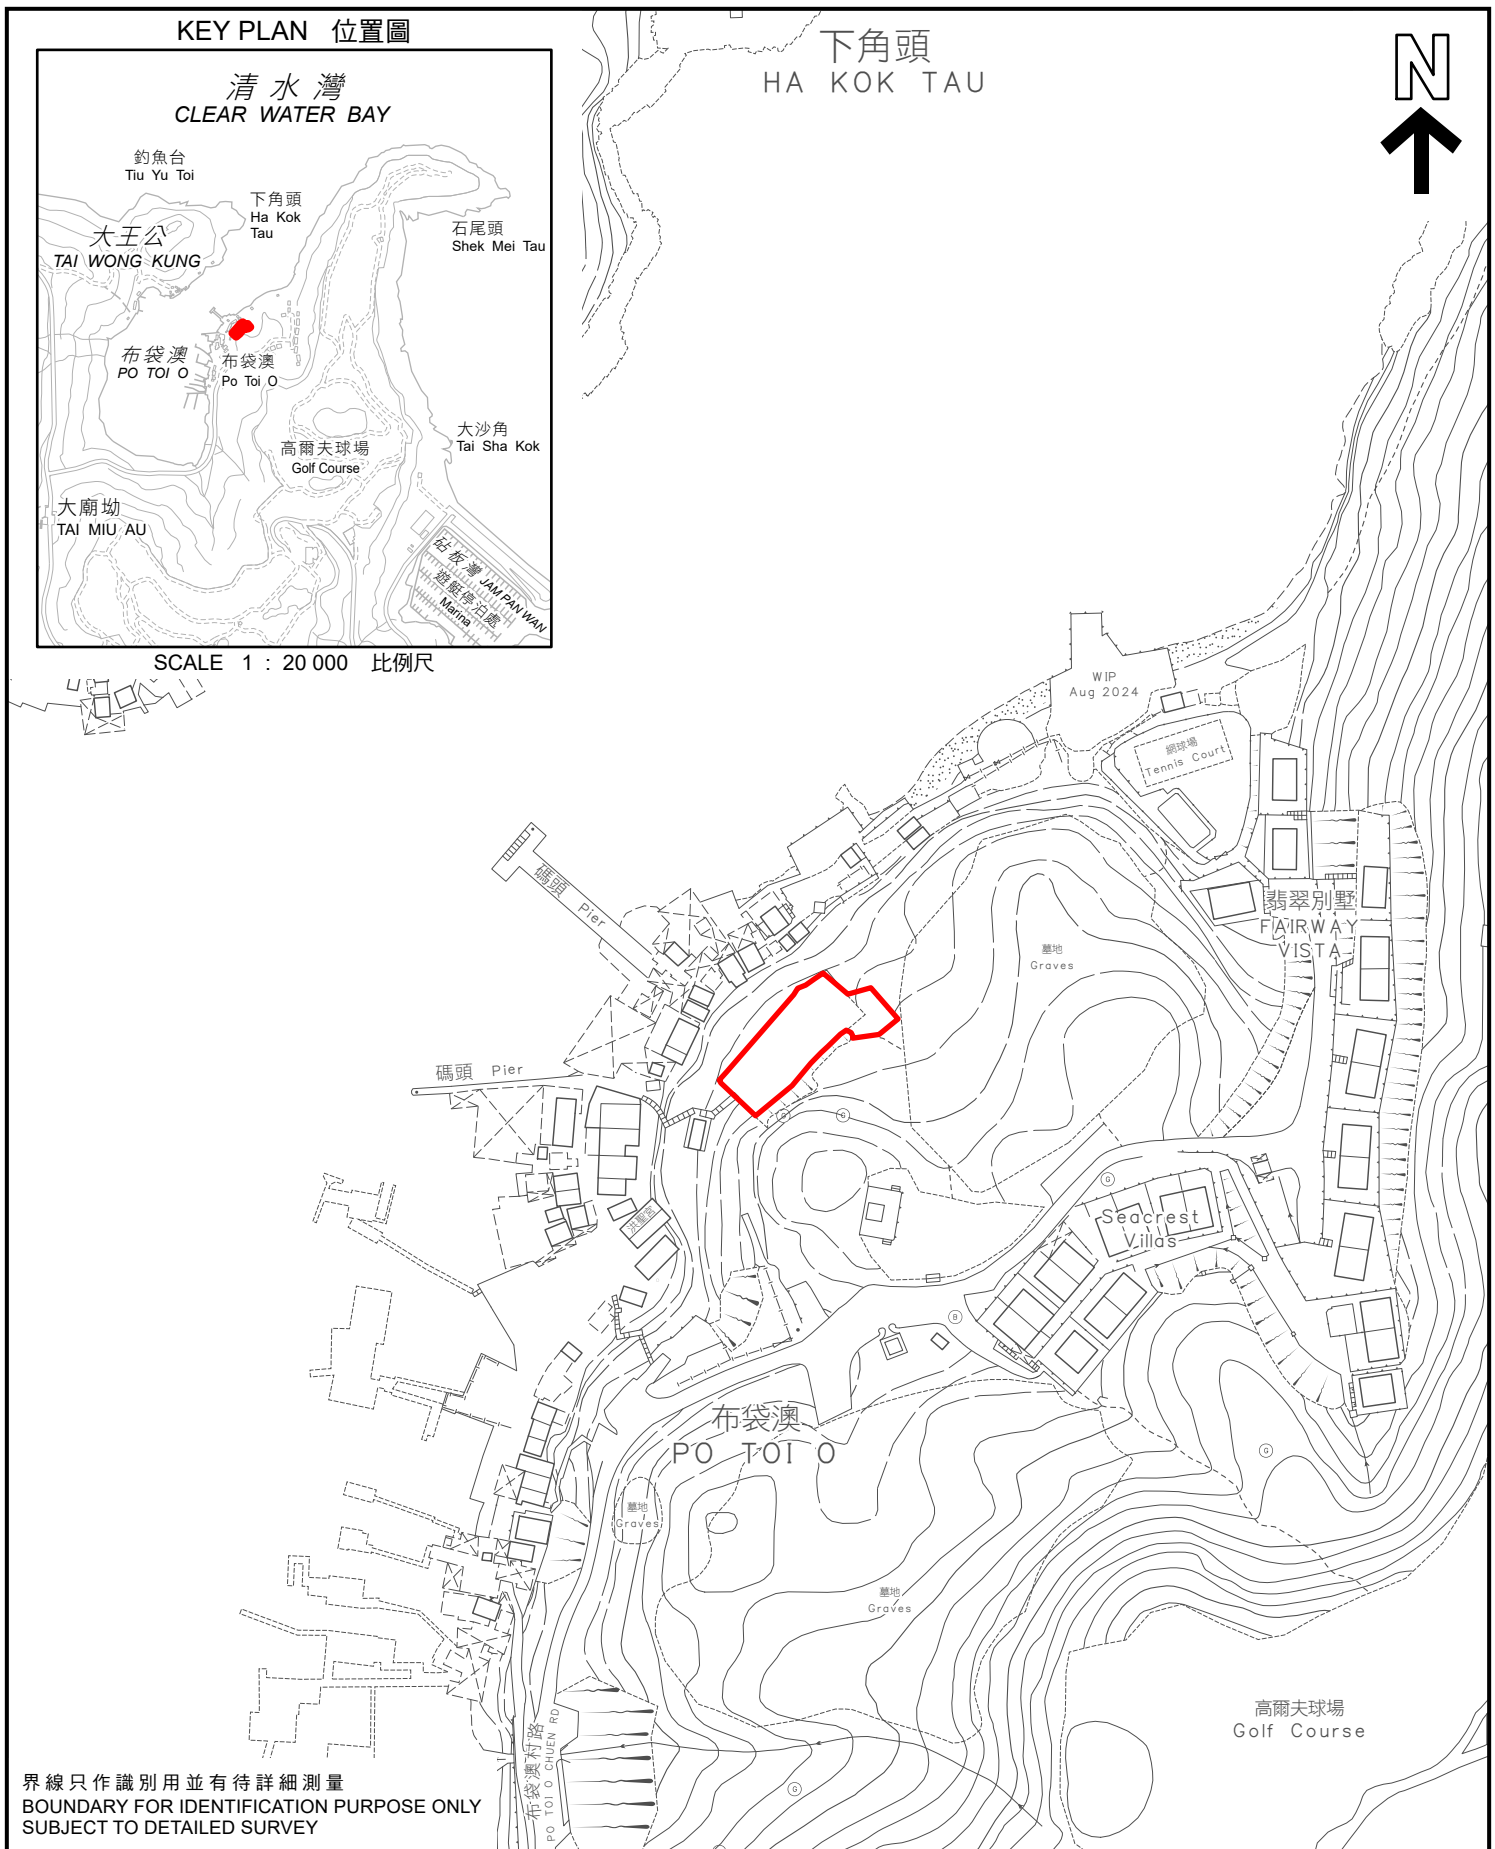 KEY PLAN 位置圖
清水灣
CLEAR WATER BAY
釣魚台
Tiu Yu Toi
下角頭
Ha Kok
Tau
石尾頭
Shek Mei Tau
大王公
TAI WONG KUNG
布袋澳
PO TOI O
布袋澳
Po Toi O
大沙角
Tai Sha Kok
高爾夫球場
Golf Course
大廟坳
TAI MIU AU
砧板灣 JAM PAN WAN
遊艇停泊處
Marina
SCALE 1 : 20 000 比例尺
下角頭
HA KOK TAU
N
WIP
Aug 2024
網球場
Tennis Court
碼頭 Pier
翡翠別墅
FAIRWAY
VISTA
墓地
Graves
碼頭 Pier
G
G
G
洪聖宮
Seacrest
Villas
B
布袋澳
PO TOI O
G
墓地
Graves
墓地
Graves
高爾夫球場
Golf Course
布袋澳村路
PO TOI O CHUEN RD
G
界線只作識別用並有待詳細測量
BOUNDARY FOR IDENTIFICATION PURPOSE ONLY
SUBJECT TO DETAILED SURVEY